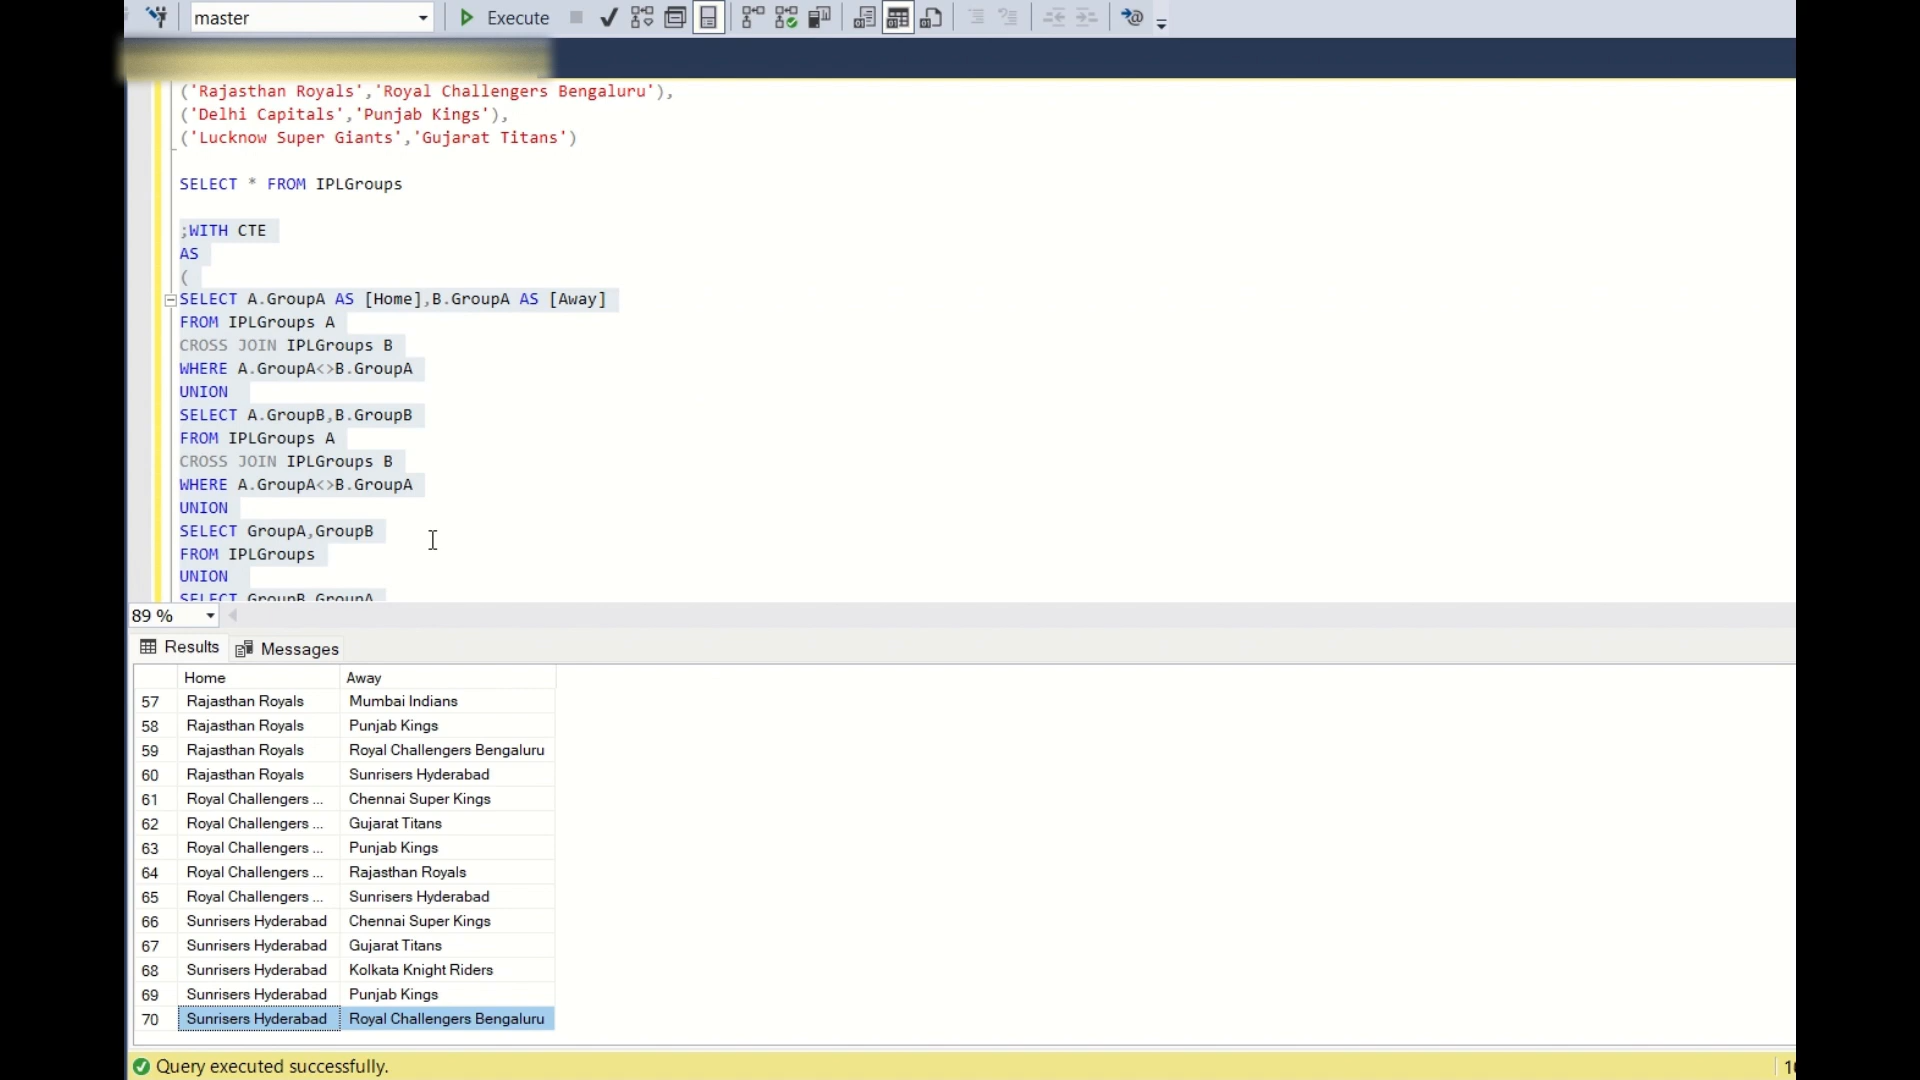 master Execute
('Rajasthan Royals','Royal Challengers Bengaluru'),
('Delhi Capitals','Punjab Kings'),
('Lucknow Super Giants','Gujarat Titans')
SELECT * FROM IPLGroups
;WITH CTE
AS
(
SELECT A.GroupA AS [Home],B.GroupA AS [Away]
FROM IPLGroups A
CROSS JOIN IPLGroups B
WHERE A.GroupA<>B.GroupA
UNION
SELECT A.GroupB,B.GroupB
FROM IPLGroups A
CROSS JOIN IPLGroups B
WHERE A.GroupA<>B.GroupA
UNION
SELECT GroupA,GroupB
FROM IPLGroups
UNION
SELECT GroupB,GroupA
89 %
Results Messages
Home Away
57 Rajasthan Royals Mumbai Indians
58 Rajasthan Royals Punjab Kings
59 Rajasthan Royals Royal Challengers Bengaluru
60 Rajasthan Royals Sunrisers Hyderabad
61 Royal Challengers ... Chennai Super Kings
62 Royal Challengers ... Gujarat Titans
63 Royal Challengers ... Punjab Kings
64 Royal Challengers ... Rajasthan Royals
65 Royal Challengers ... Sunrisers Hyderabad
66 Sunrisers Hyderabad Chennai Super Kings
67 Sunrisers Hyderabad Gujarat Titans
68 Sunrisers Hyderabad Kolkata Knight Riders
69 Sunrisers Hyderabad Punjab Kings
70 Sunrisers Hyderabad Royal Challengers Bengaluru
Query executed successfully.